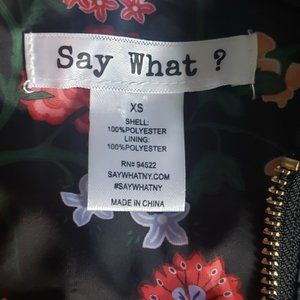 Say What ?
XS
SHELL:
100%POLYESTER
LINING:
100%POLYESTER
RN# 94522
SAYWHATNY.COM
#SAYWHATNY
MADE IN CHINA